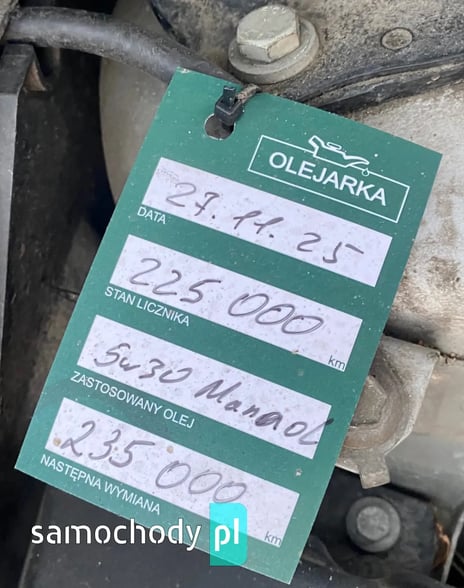 OLEJARKA
27.11.25
DATA
225 000 km
STAN LICZNIKA
5w30 Mannol
ZASTOSOWANY OLEJ
235 000 km
NASTĘPNA WYMIANA
samochody pl